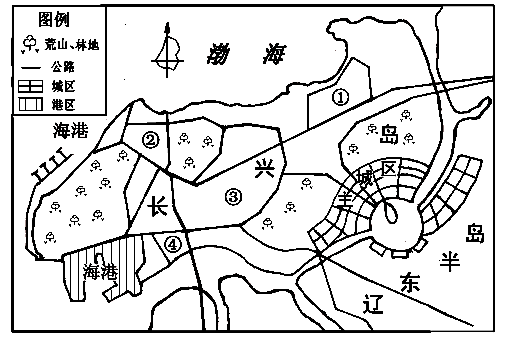 图例
荒山、林地
公路
城区
港区
渤海
海港
①
②
岛
长兴
③
主城区
④
海港
辽东半岛